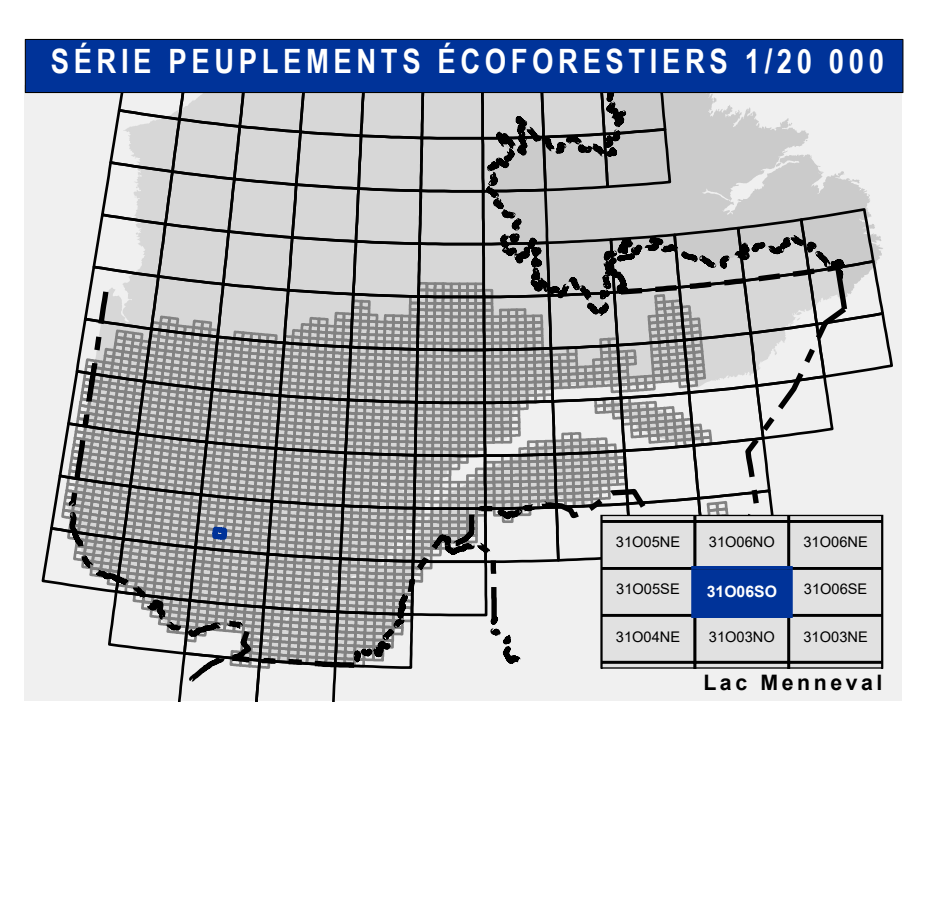 SÉRIE PEUPLEMENTS ÉCOFORESTIERS 1/20 000
31O05NE 31O06NO 31O06NE
31O05SE 31O06SO 31O06SE
31O04NE 31O03NO 31O03NE
Lac Menneval